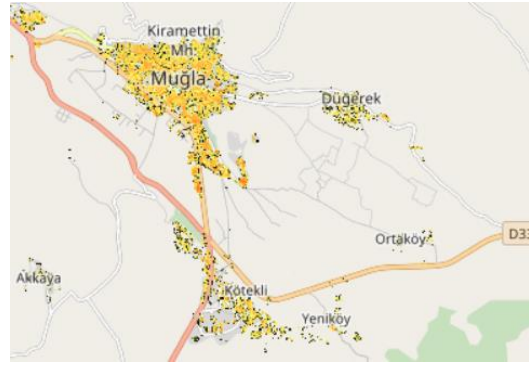 Kiramettin
Mh.
Muğla
Düğerek
Ortaköy
D33
Akkaya
Kötekli
Yeniköy